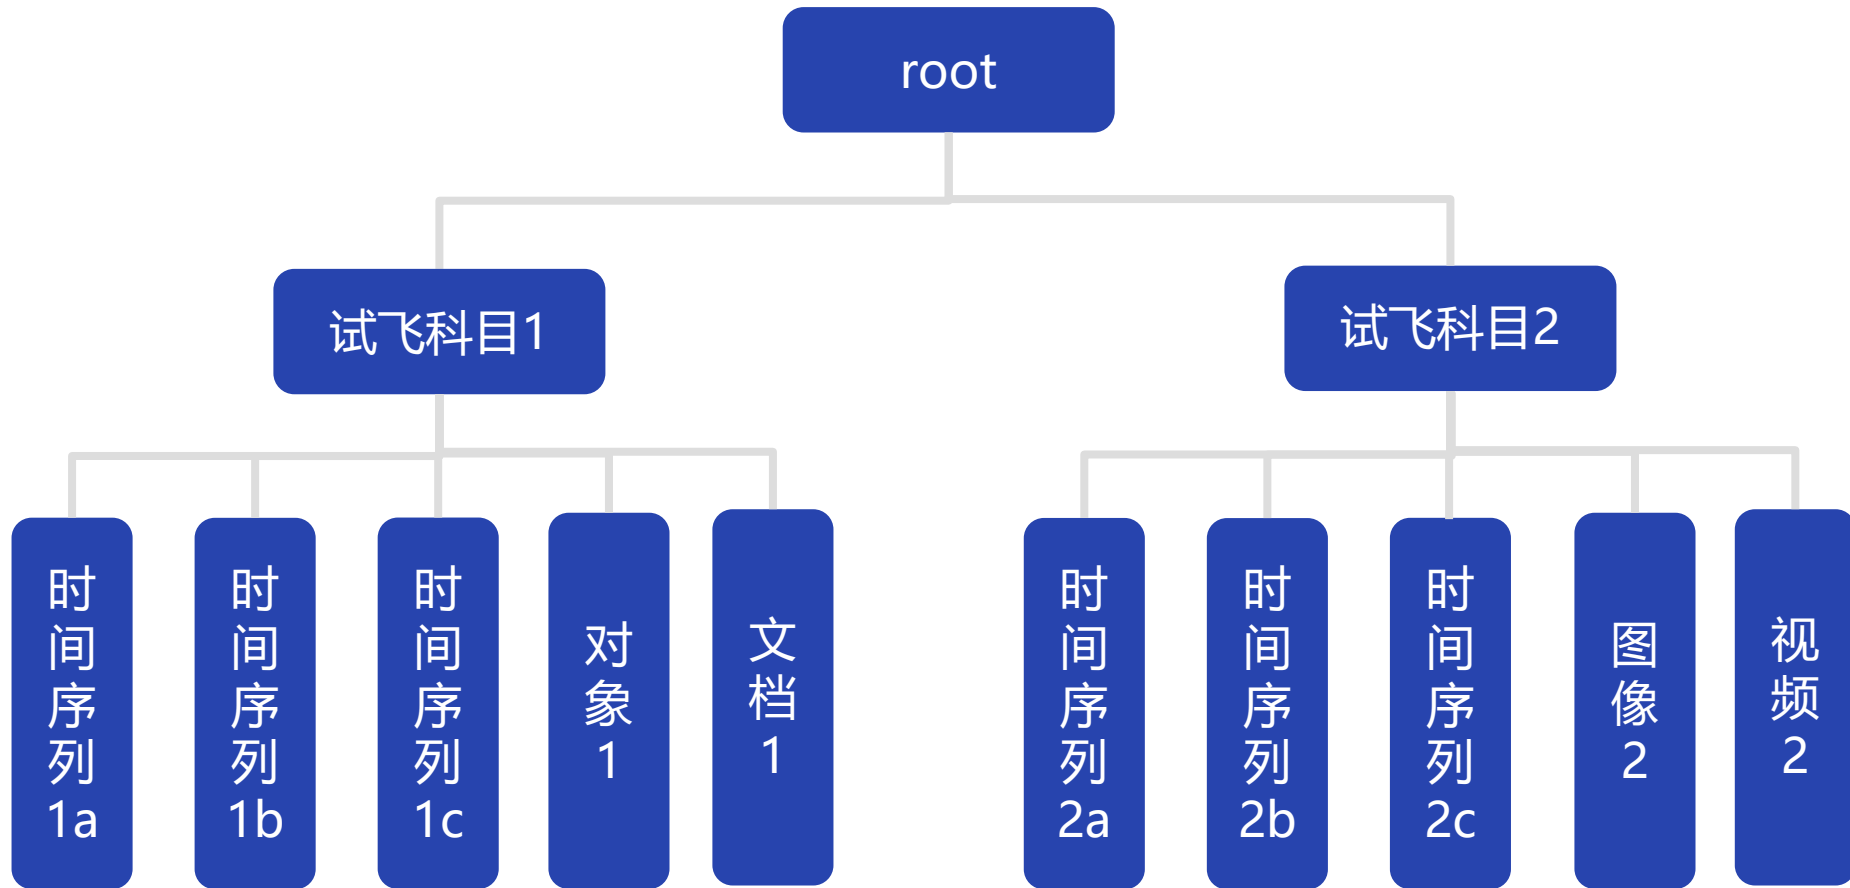 root
试飞科目1
试飞科目2
时间序列1a
时间序列1b
时间序列1c
对象1
文档1
时间序列2a
时间序列2b
时间序列2c
图像2
视频2